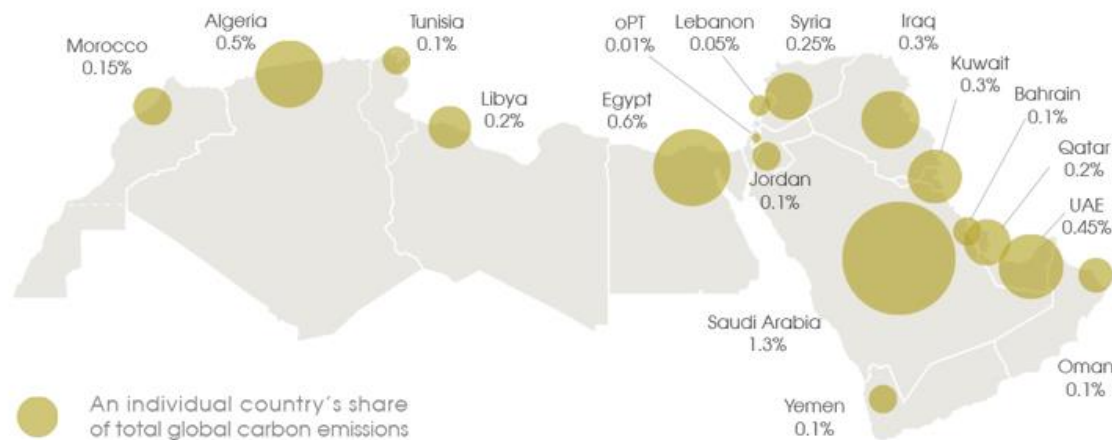 Morocco
0.15%
Algeria
0.5%
Tunisia
0.1%
Libya
0.2%
Egypt
0.6%
oPT
0.01%
Lebanon
0.05%
Syria
0.25%
Iraq
0.3%
Kuwait
0.3%
Bahrain
0.1%
Qatar
0.2%
UAE
0.45%
Jordan
0.1%
Saudi Arabia
1.3%
Oman
0.1%
Yemen
0.1%
An individual country's share
of total global carbon emissions